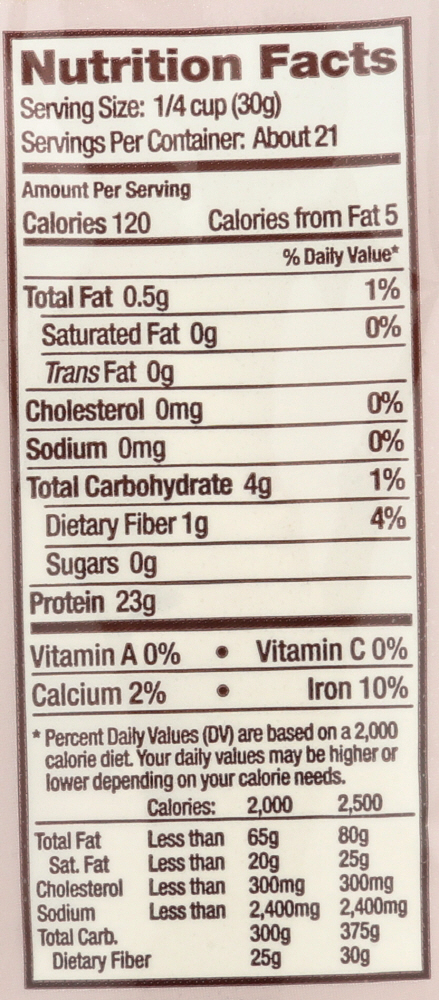 Nutrition Facts
Serving Size: 1/4 cup (30g)
Servings Per Container: About 21
Amount Per Serving
Calories 120 Calories from Fat 5
% Daily Value*
Total Fat 0.5g 1%
Saturated Fat 0g 0%
Trans Fat 0g
Cholesterol 0mg 0%
Sodium 0mg 0%
Total Carbohydrate 4g 1%
Dietary Fiber 1g 4%
Sugars 0g
Protein 23g
Vitamin A 0% • Vitamin C 0%
Calcium 2% • Iron 10%
* Percent Daily Values (DV) are based on a 2,000
calorie diet. Your daily values may be higher or
lower depending on your calorie needs.
Calories: 2,000 2,500
Total Fat Less than 65g 80g
Sat. Fat Less than 20g 25g
Cholesterol Less than 300mg 300mg
Sodium Less than 2,400mg 2,400mg
Total Carb. 300g 375g
Dietary Fiber 25g 30g